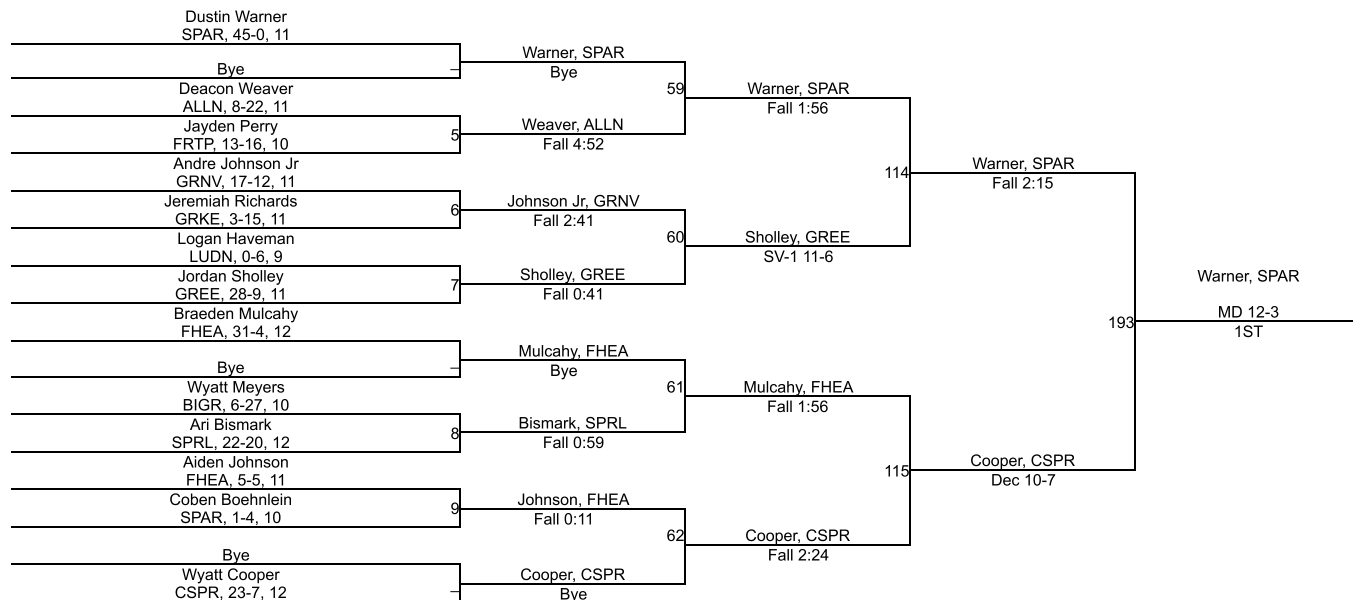 Dustin Warner
SPAR, 45-0, 11
Bye
Deacon Weaver
ALLN, 8-22, 11
Jayden Perry
FRTP, 13-16, 10
Andre Johnson Jr
GRNV, 17-12, 11
Jeremiah Richards
GRKE, 3-15, 11
Logan Haveman
LUDN, 0-6, 9
Jordan Sholley
GREE, 28-9, 11
Braeden Mulcahy
FHEA, 31-4, 12
Bye
Wyatt Meyers
BIGR, 6-27, 10
Ari Bismark
SPRL, 22-20, 12
Aiden Johnson
FHEA, 5-5, 11
Coben Boehnlein
SPAR, 1-4, 10
Bye
Wyatt Cooper
CSPR, 23-7, 12
–
5
6
7
–
8
9
–
Warner, SPAR
Bye
Weaver, ALLN
Fall 4:52
Johnson Jr, GRNV
Fall 2:41
Sholley, GREE
Fall 0:41
Mulcahy, FHEA
Bye
Bismark, SPRL
Fall 0:59
Johnson, FHEA
Fall 0:11
Cooper, CSPR
Bye
59
60
61
62
Warner, SPAR
Fall 1:56
Sholley, GREE
SV-1 11-6
Mulcahy, FHEA
Fall 1:56
Cooper, CSPR
Fall 2:24
114
115
Warner, SPAR
Fall 2:15
Cooper, CSPR
Dec 10-7
193
Warner, SPAR
MD 12-3
1ST